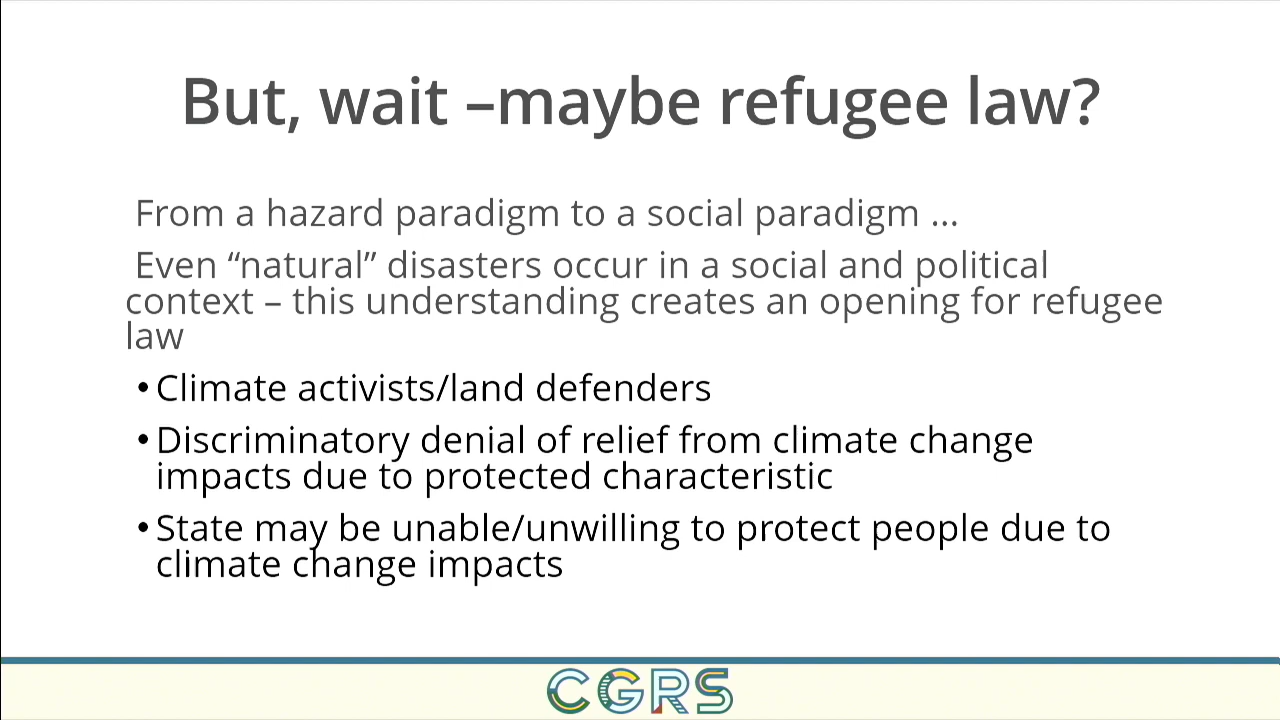 But, wait –maybe refugee law?
From a hazard paradigm to a social paradigm ...
Even “natural” disasters occur in a social and political
context – this understanding creates an opening for refugee
law
•Climate activists/land defenders
•Discriminatory denial of relief from climate change
impacts due to protected characteristic
•State may be unable/unwilling to protect people due to
climate change impacts
CGRS